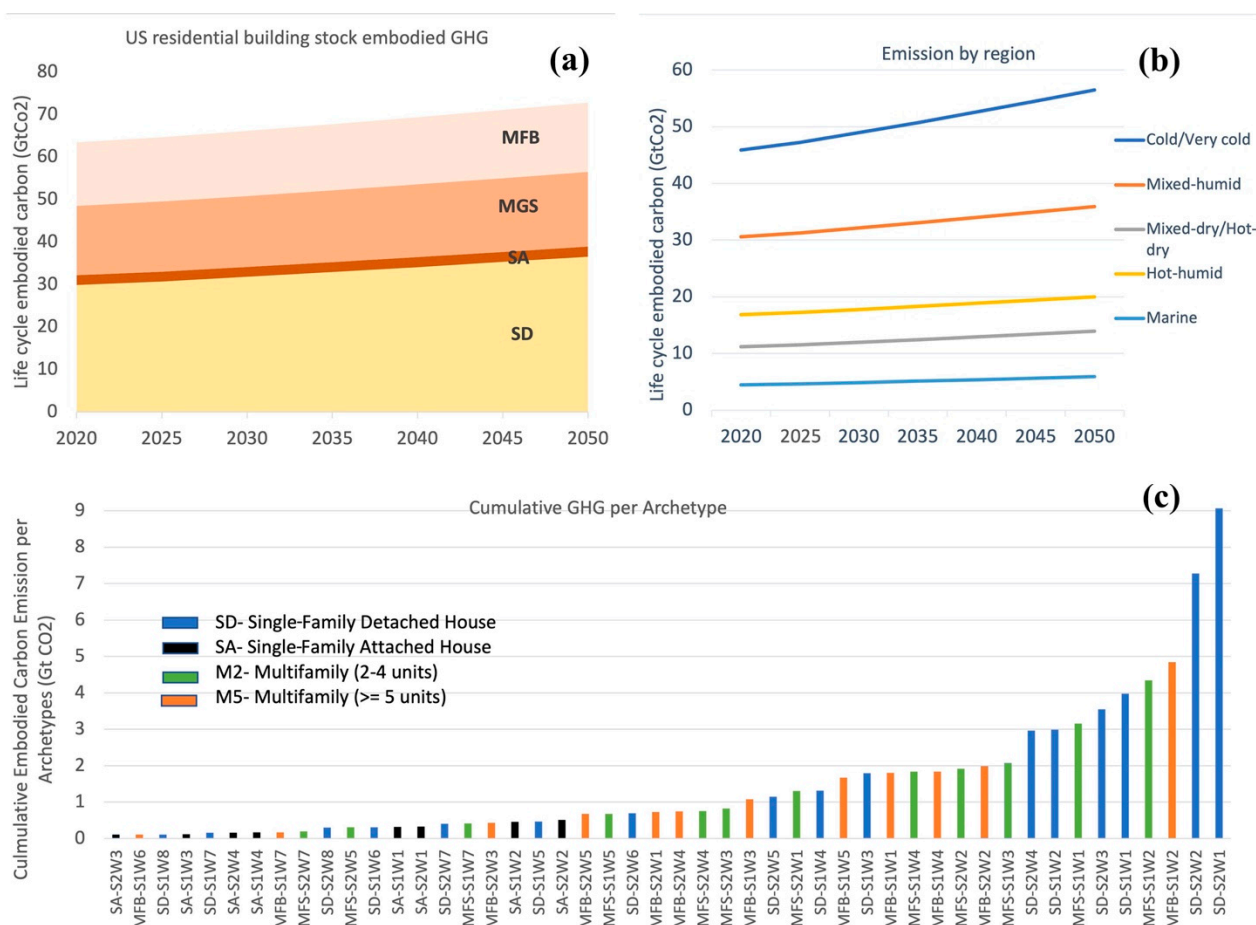 US residential building stock embodied GHG
(a)
Life cycle embodied carbon (GtCo2)
80
70
60
50
40
30
20
10
0
MFB
MGS
SA
SD
2020
2025
2030
2035
2040
2045
2050
Emission by region
(b)
Life cycle embodied carbon (GtCo2)
60
50
40
30
20
10
0
2020
2025
2030
2035
2040
2045
2050
Cold/Very cold
Mixed-humid
Mixed-dry/Hot-
dry
Hot-humid
Marine
Cumulative GHG per Archetype
(c)
Culmulative Embodied Carbon Emission per
Archetypes (Gt CO2)
9
8
7
6
5
4
3
2
1
0
SD- Single-Family Detached House
SA- Single-Family Attached House
M2- Multifamily (2-4 units)
M5- Multifamily (>= 5 units)
SA-S2W3
MFB-S1W6
SD-S1W8
SA-S1W3
SD-S1W7
SA-S2W4
SA-S1W4
MFB-S1W7
MFS-S2W7
SD-S2W8
MFS-S2W5
SD-S1W6
SA-S1W1
SA-S2W1
SD-S2W7
MFS-S1W7
MFB-S2W3
SA-S1W2
SD-S1W5
SA-S2W2
MFB-S2W5
MFS-S1W5
SD-S2W6
MFB-S2W1
MFB-S2W4
MFS-S2W4
MFS-S2W3
MFB-S1W3
SD-S2W5
MFS-S2W1
SD-S1W4
MFB-S1W5
SD-S1W3
MFB-S1W1
MFS-S1W4
MFB-S1W4
MFS-S2W2
MFB-S2W2
MFS-S1W3
SD-S2W4
SD-S1W2
MFS-S1W1
SD-S2W3
SD-S1W1
MFS-S1W2
MFB-S1W2
SD-S2W2
SD-S2W1